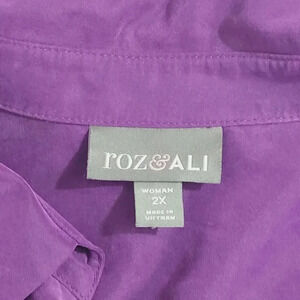 roz&ALI
WOMAN
2X
MADE IN
VIETNAM